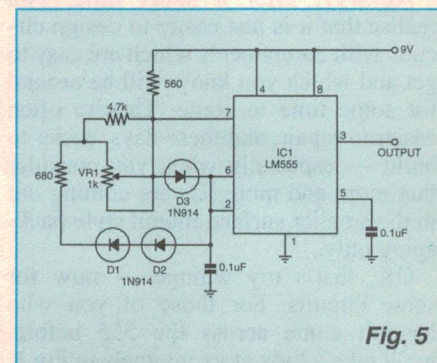 9V
560
4
8
4.7k
7
3
OUTPUT
680
VR1
1k
6
IC1
LM555
D3
1N914
2
5
D1
D2
1N914
0.1uF
1
0.1uF
Fig. 5